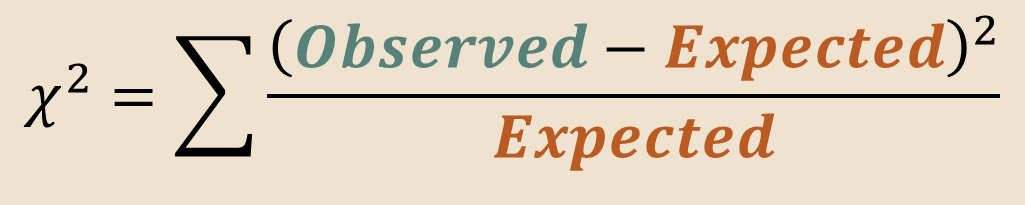 χ² = ∑ (Observed − Expected)²
Expected